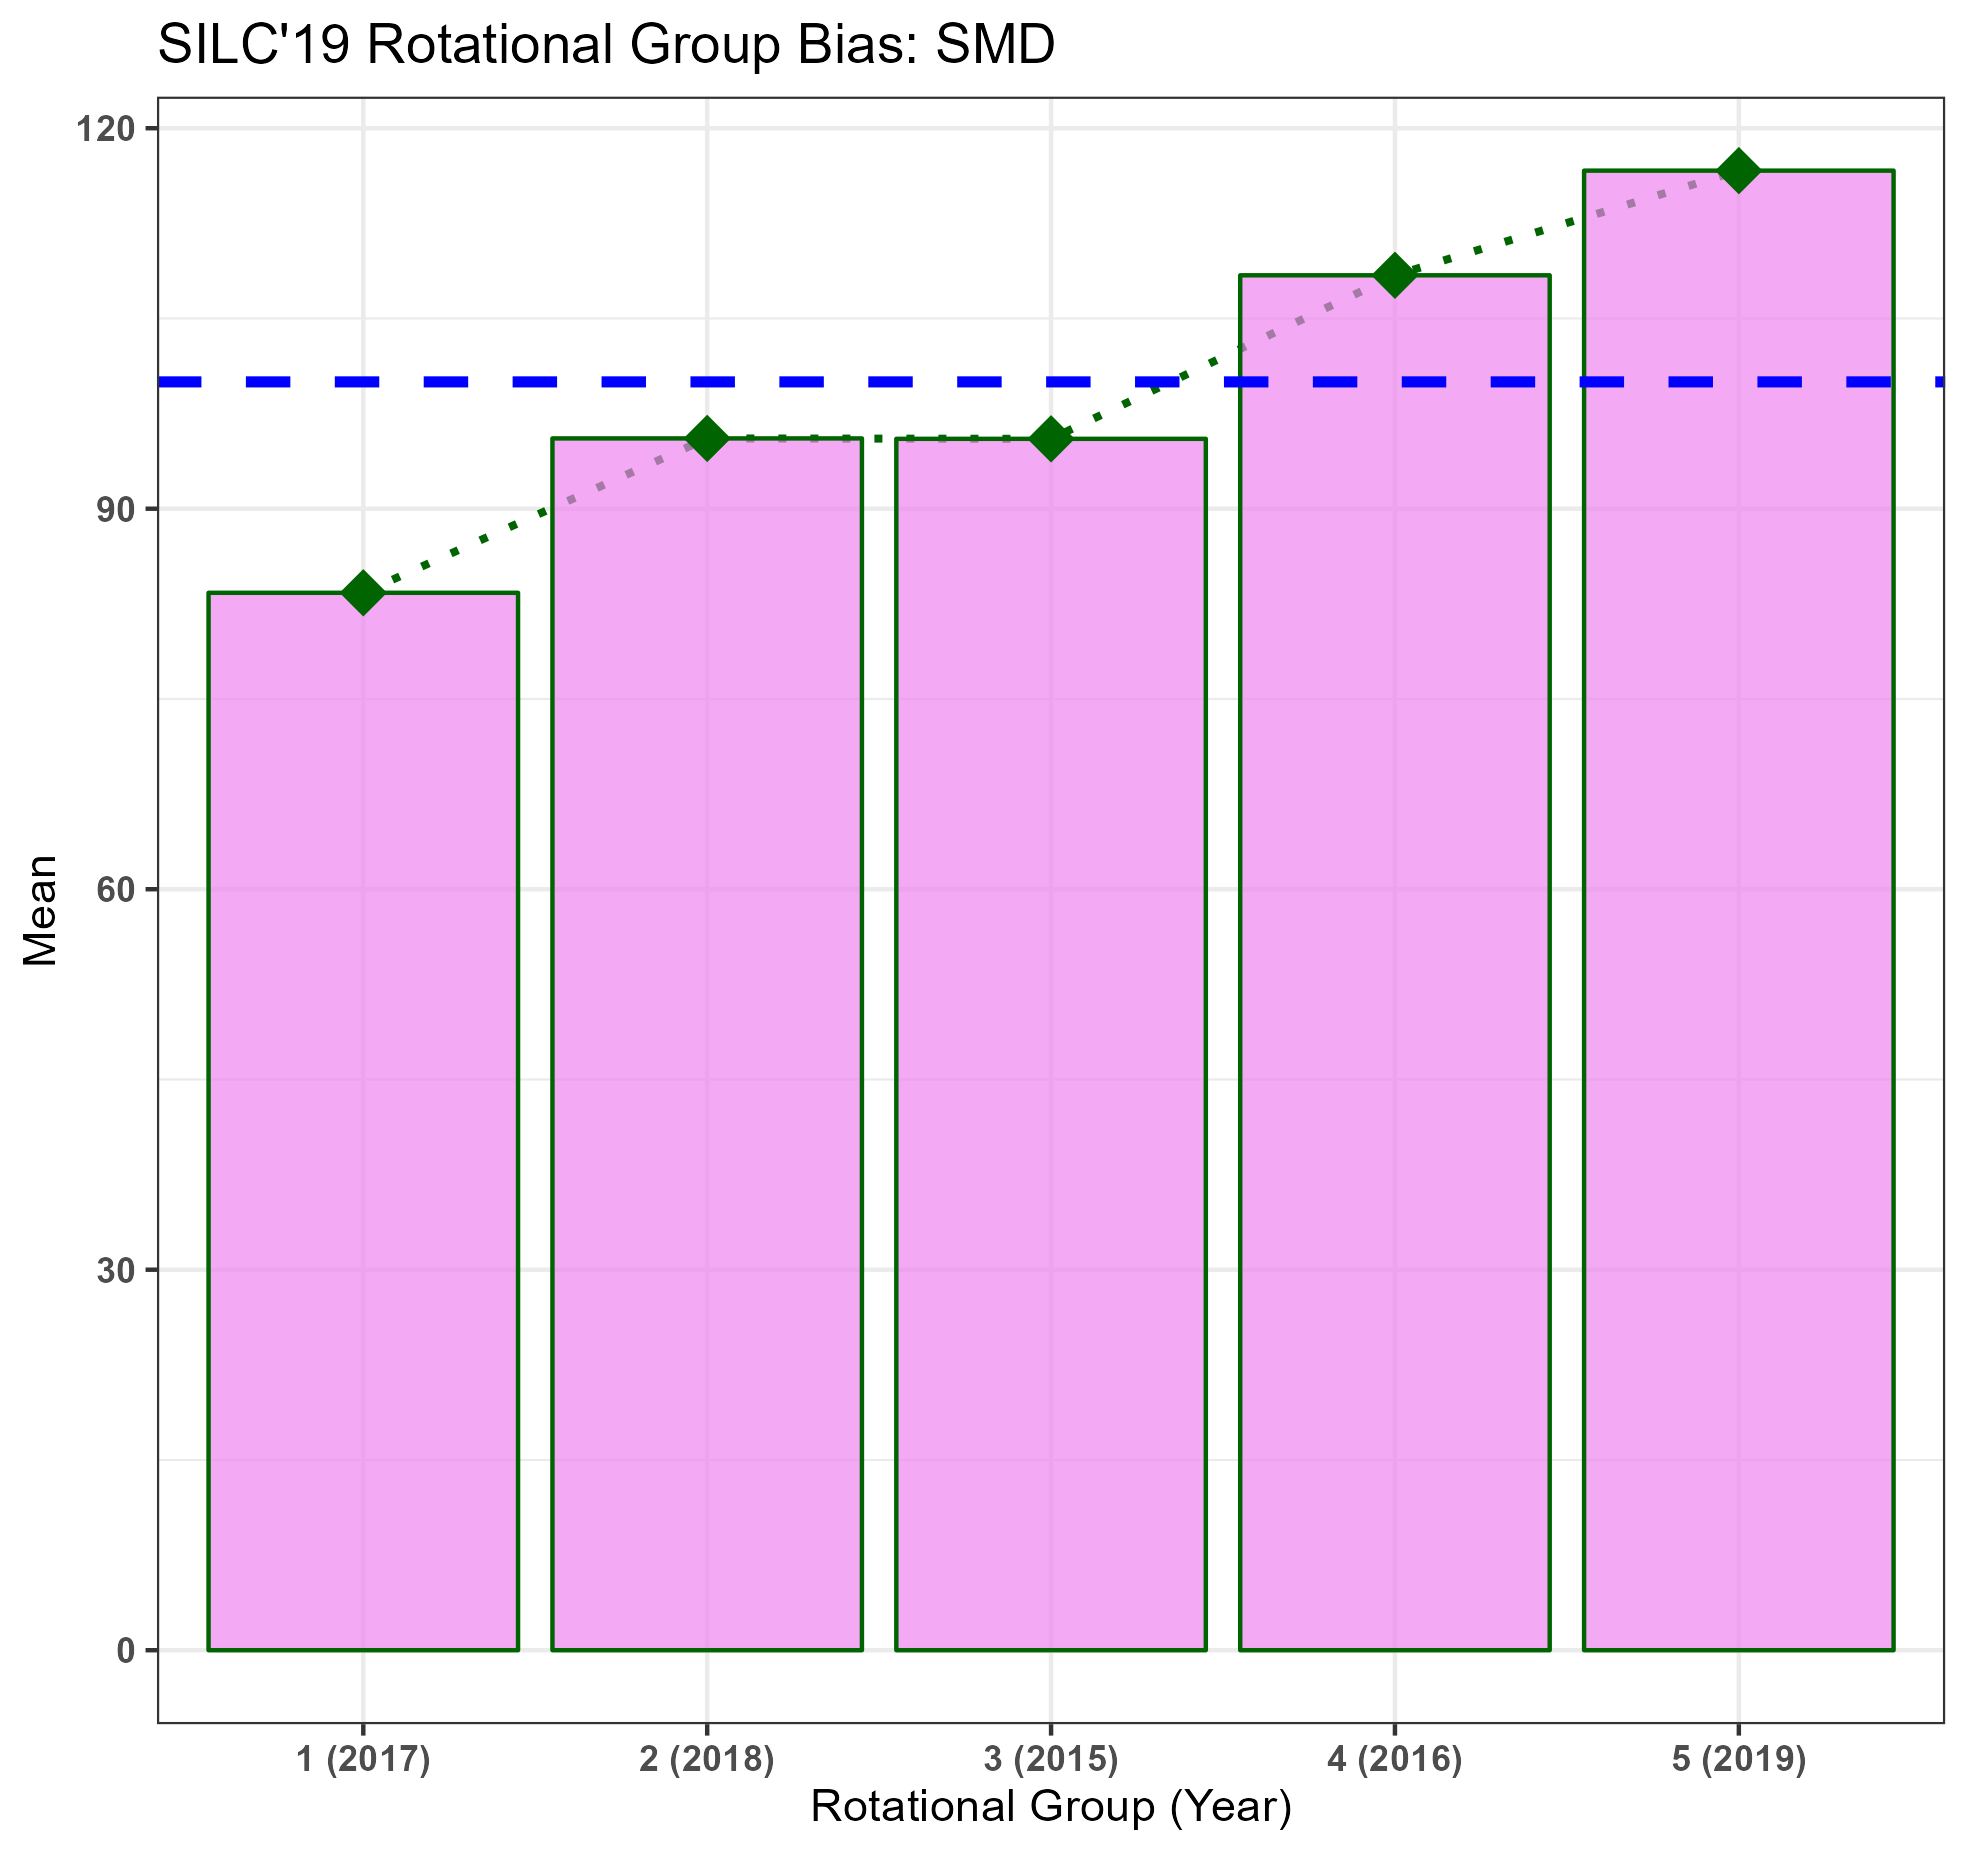 SILC'19 Rotational Group Bias: SMD
120
90
60
30
0
Mean
1 (2017) 2 (2018) 3 (2015) 4 (2016) 5 (2019)
Rotational Group (Year)